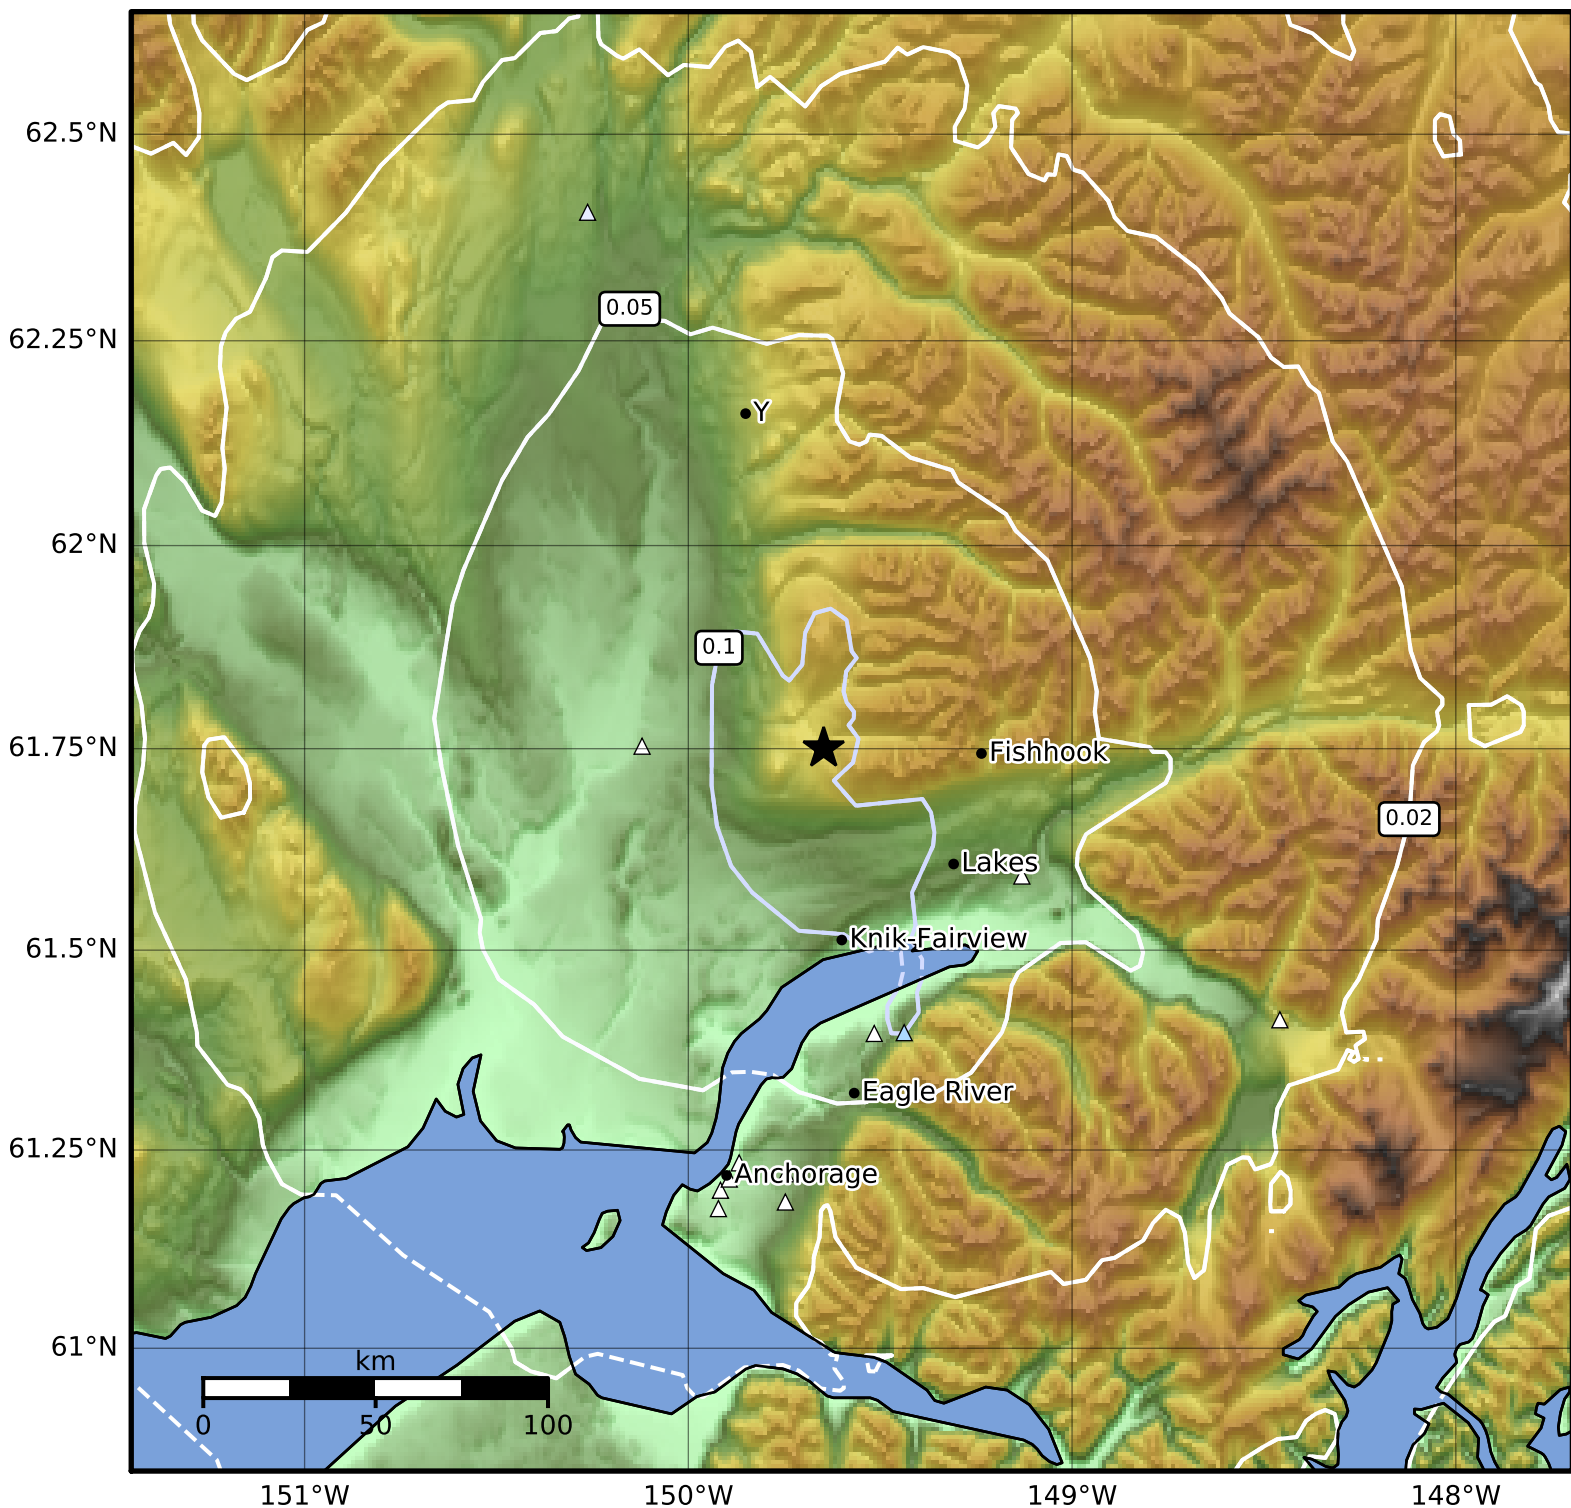 62.5°N
0.05
62.25°N
Y
62°N
0.1
61.75°N
Fishhook
0.02
Lakes
61.5°N
Knik-Fairview
Eagle River
61.25°N
Anchorage
61°N
km
0 50 100
151°W 150°W 149°W 148°W